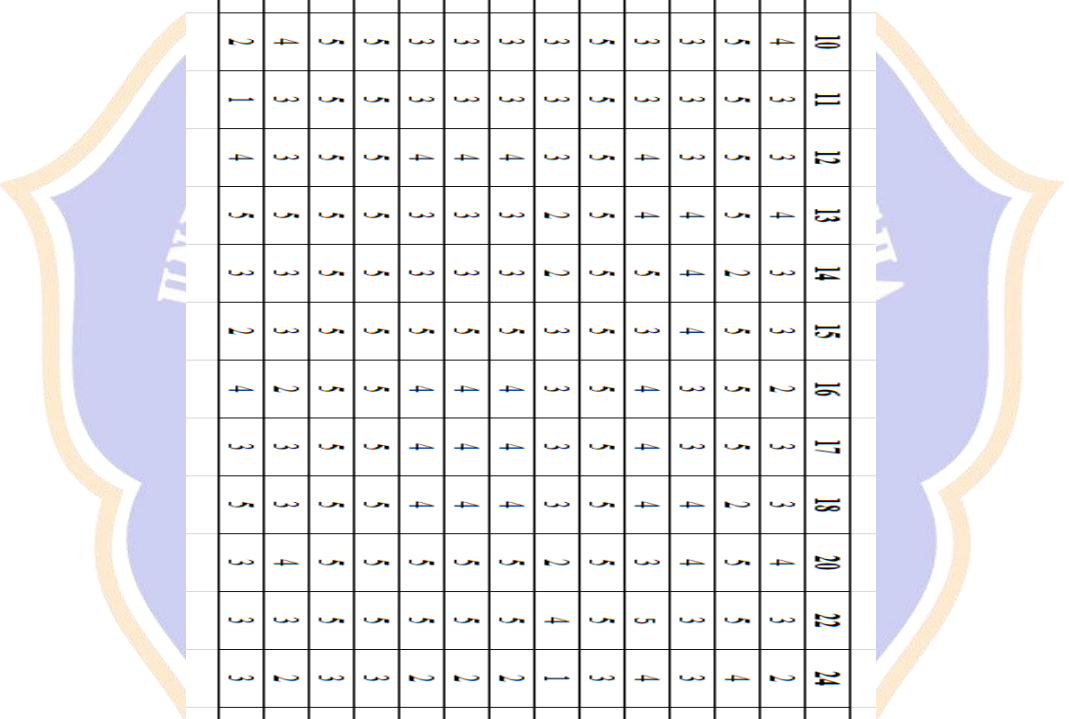 10 11 12 13 14 15 16 17 18 20 22 24
4 3 3 4 3 3 2 3 3 4 3 2
5 5 5 5 2 5 5 5 2 5 5 4
3 3 3 4 4 4 3 3 4 4 3 3
3 3 4 4 5 3 4 4 4 3 5 4
5 5 5 5 5 5 5 5 5 5 5 3
3 3 3 2 2 3 3 3 3 2 4 1
3 3 4 3 3 5 4 4 4 5 5 2
3 3 4 3 3 5 4 4 4 5 5 2
3 3 4 3 3 5 4 4 4 5 5 2
5 5 5 5 5 5 5 5 5 5 5 3
5 5 5 5 5 5 5 5 5 5 5 3
4 3 3 5 3 3 2 3 3 4 3 2
2 1 4 5 3 2 4 3 5 3 3 3